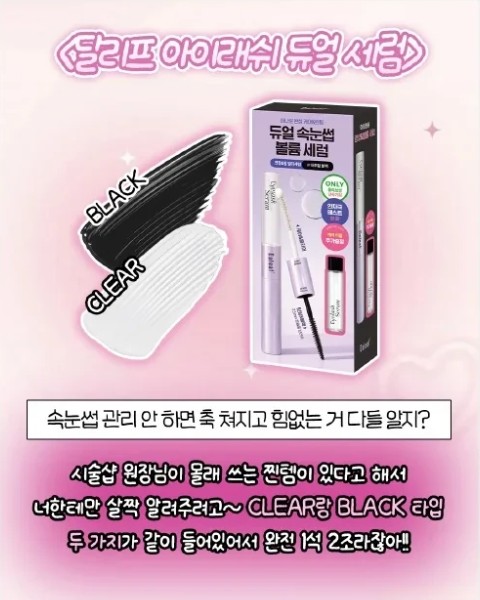 <탈리프 아이래쉬 듀얼 세럼>
BLACK
CLEAR
듀얼 속눈썹
볼륨 세럼
ONLY
Eyelash
Serum
Eyelash
Serum
속눈썹 관리 안 하면 축 쳐지고 힘없는 거 다들 알지?
시술샵 원장님이 몰래 쓰는 찐템이 있다고 해서
너한테만 살짝 알려주려고~ CLEAR랑 BLACK 타입
두 가지가 같이 들어있어서 완전 1석 2조라잖아!!